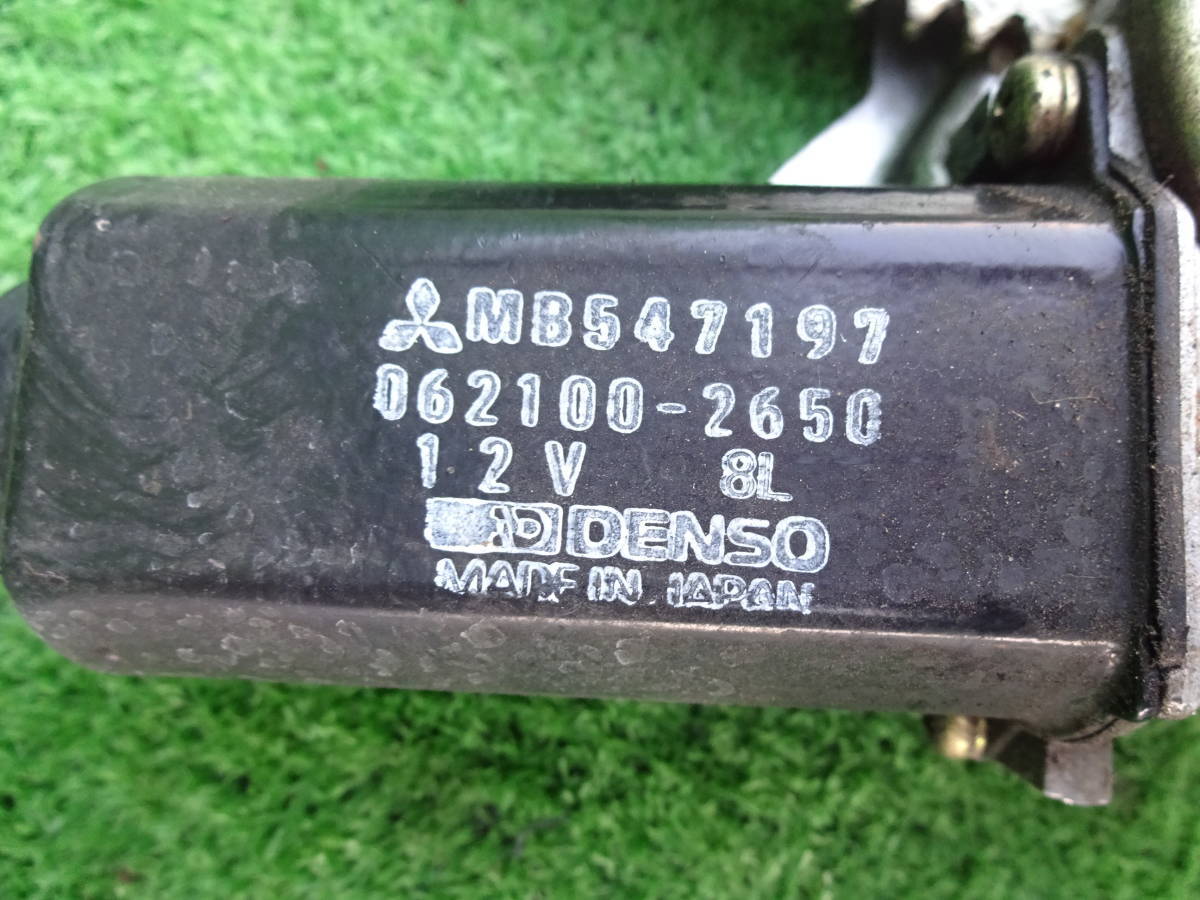 MB547197
062100-2650
12V 8L
DENSO
MADE IN JAPAN